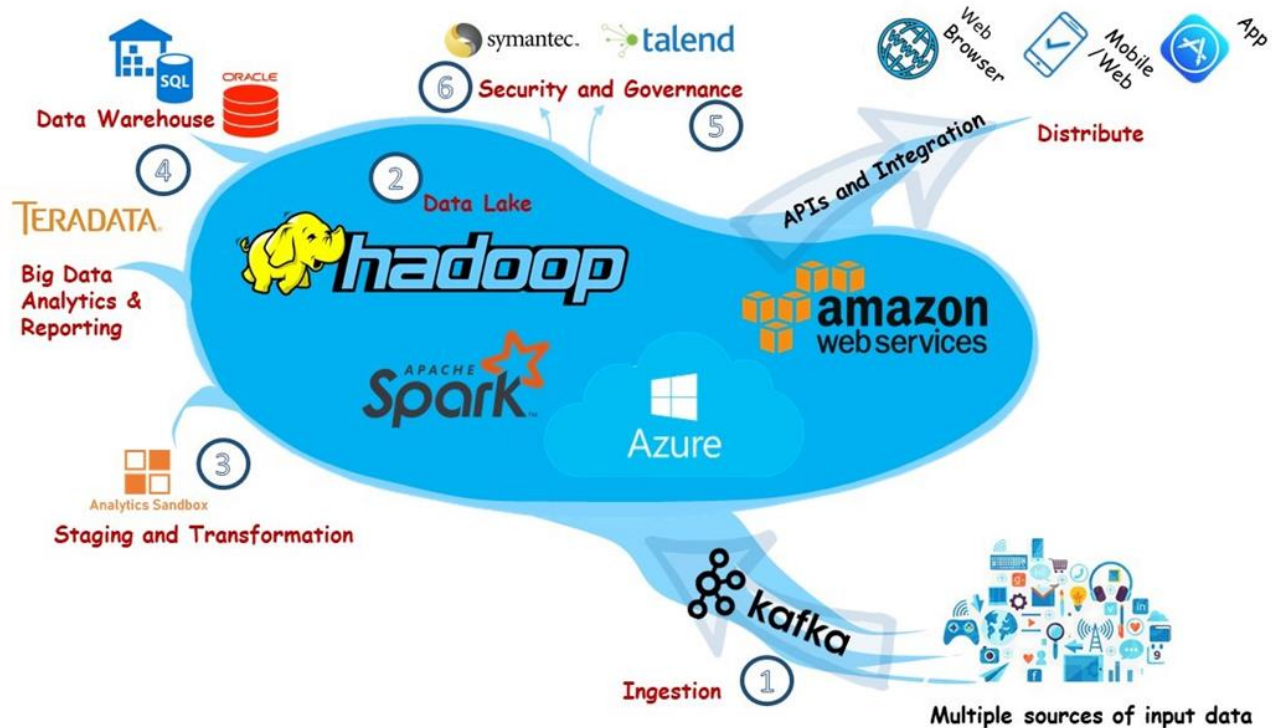 SQL
ORACLE
Data Warehouse
4
symantec.
talend
6
Security and Governance
5
Web
Browser
Mobile
/Web
App
APIs and Integration
Distribute
2
Data Lake
hadoop
TERADATA.
Big Data
Analytics &
Reporting
amazon
web services
APACHE
Spark
TM
Azure
3
Analytics Sandbox
Staging and Transformation
kafka
Ingestion
1
Multiple sources of input data